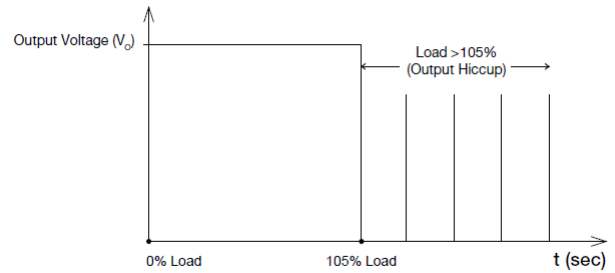 Output Voltage (Vo)
Load >105%
(Output Hiccup)
0% Load
105% Load
t (sec)